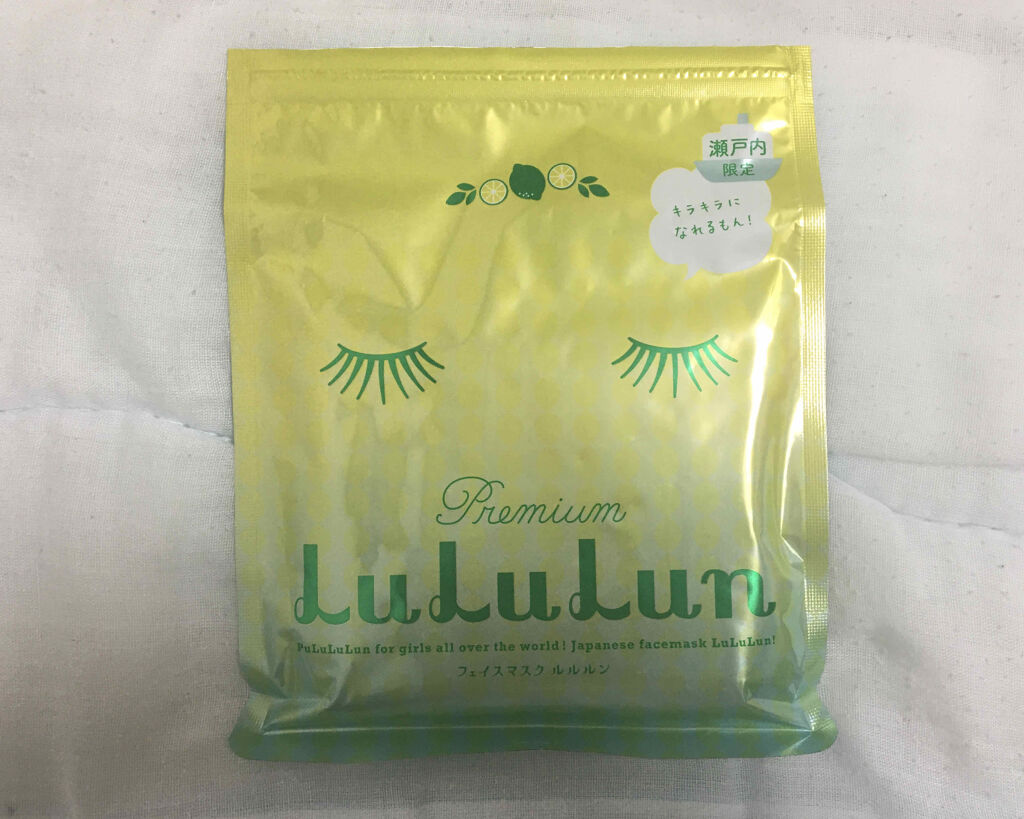 瀬戸内
限定
キラキラに
なれるもん!
Premium
LuLuLun
PuLuLuLun for girls all over the world! Japanese facemask LuLuLun!
フェイスマスク ルルルン